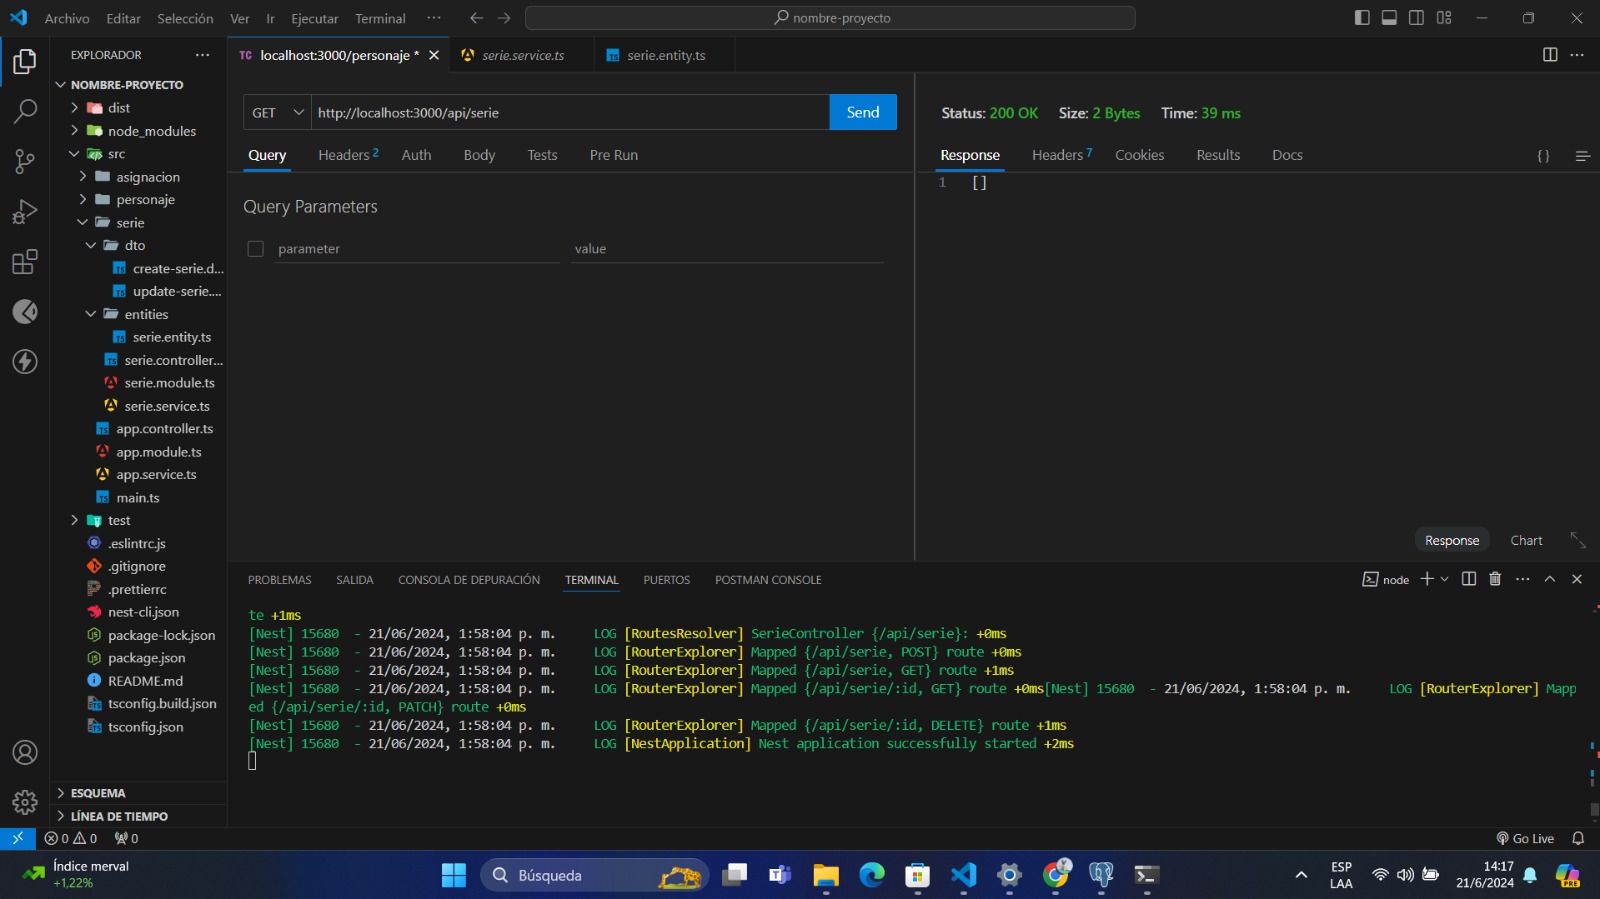 Archivo Editar Selección Ver Ir Ejecutar Terminal ··· nombre-proyecto
EXPLORADOR ···
NOMBRE-PROYECTO
dist
node_modules
src
asignacion
personaje
serie
dto
create-serie.d...
update-serie....
entities
serie.entity.ts
serie.controller...
serie.module.ts
serie.service.ts
app.controller.ts
app.module.ts
app.service.ts
main.ts
test
.eslintrc.js
.gitignore
.prettierrc
nest-cli.json
package-lock.json
package.json
README.md
tsconfig.build.json
tsconfig.json
ESQUEMA
LÍNEA DE TIEMPO
TC localhost:3000/personaje * serie.service.ts TS serie.entity.ts
GET http://localhost:3000/api/serie Send
Query Headers 2 Auth Body Tests Pre Run
Query Parameters
parameter value
Status: 200 OK Size: 2 Bytes Time: 39 ms
Response Headers 7 Cookies Results Docs { }
1 []
Response Chart
PROBLEMAS SALIDA CONSOLA DE DEPURACIÓN TERMINAL PUERTOS POSTMAN CONSOLE node
te +1ms
[Nest] 15680 - 21/06/2024, 1:58:04 p. m. LOG [RoutesResolver] SerieController {/api/serie}: +0ms
[Nest] 15680 - 21/06/2024, 1:58:04 p. m. LOG [RouterExplorer] Mapped {/api/serie, POST} route +0ms
[Nest] 15680 - 21/06/2024, 1:58:04 p. m. LOG [RouterExplorer] Mapped {/api/serie, GET} route +1ms
[Nest] 15680 - 21/06/2024, 1:58:04 p. m. LOG [RouterExplorer] Mapped {/api/serie/:id, GET} route +0ms[Nest] 15680 - 21/06/2024, 1:58:04 p. m. LOG [RouterExplorer] Mapp
ed {/api/serie/:id, PATCH} route +0ms
[Nest] 15680 - 21/06/2024, 1:58:04 p. m. LOG [RouterExplorer] Mapped {/api/serie/:id, DELETE} route +1ms
[Nest] 15680 - 21/06/2024, 1:58:04 p. m. LOG [NestApplication] Nest application successfully started +2ms
0 0 0 Go Live
Índice merval
+1,22%
Búsqueda
ESP
LAA
14:17
21/6/2024
PRE